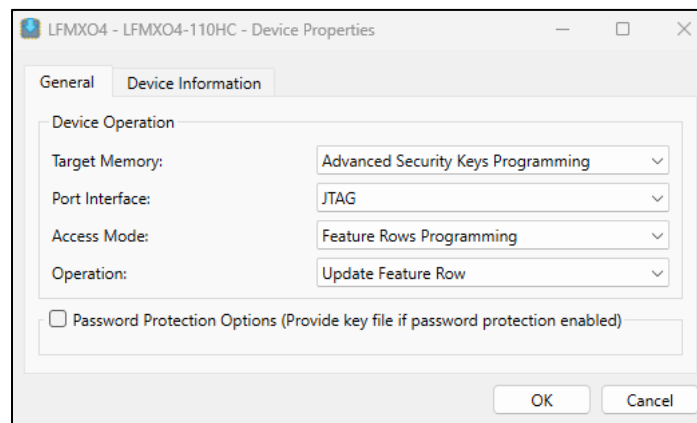 LFMXO4 - LFMXO4-110HC - Device Properties
General Device Information
Device Operation
Target Memory: Advanced Security Keys Programming
Port Interface: JTAG
Access Mode: Feature Rows Programming
Operation: Update Feature Row
Password Protection Options (Provide key file if password protection enabled)
OK Cancel